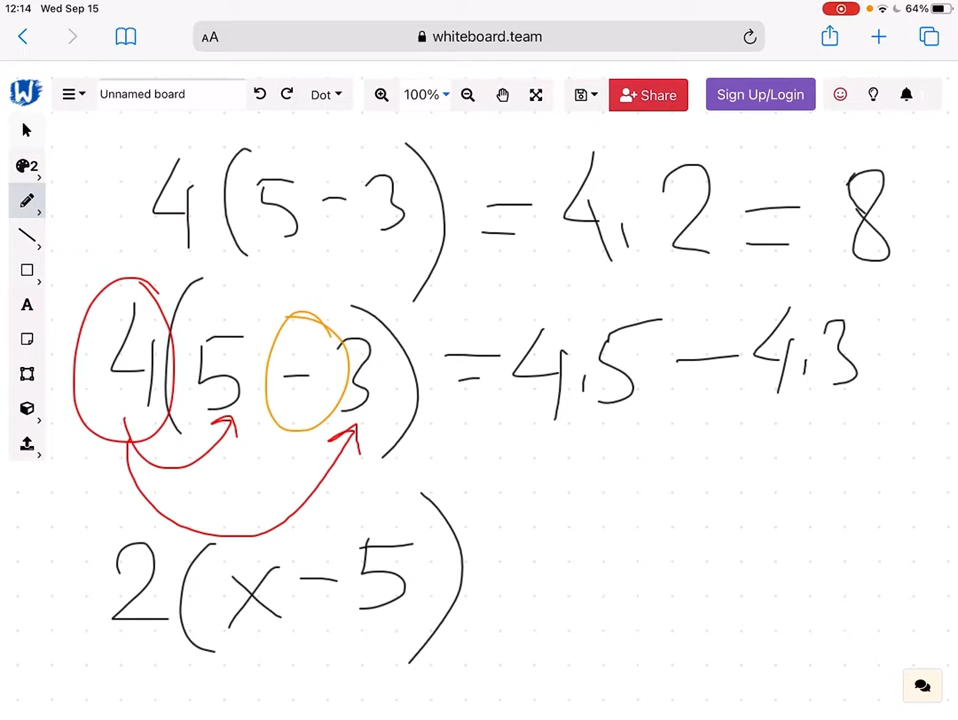 12:14 Wed Sep 15 64%
AA whiteboard.team
Unnamed board Dot 100% Share Sign Up/Login
2
A
4(5-3) = 4.2 = 8
4(5-3) = 4.5 - 4.3
2(x-5)